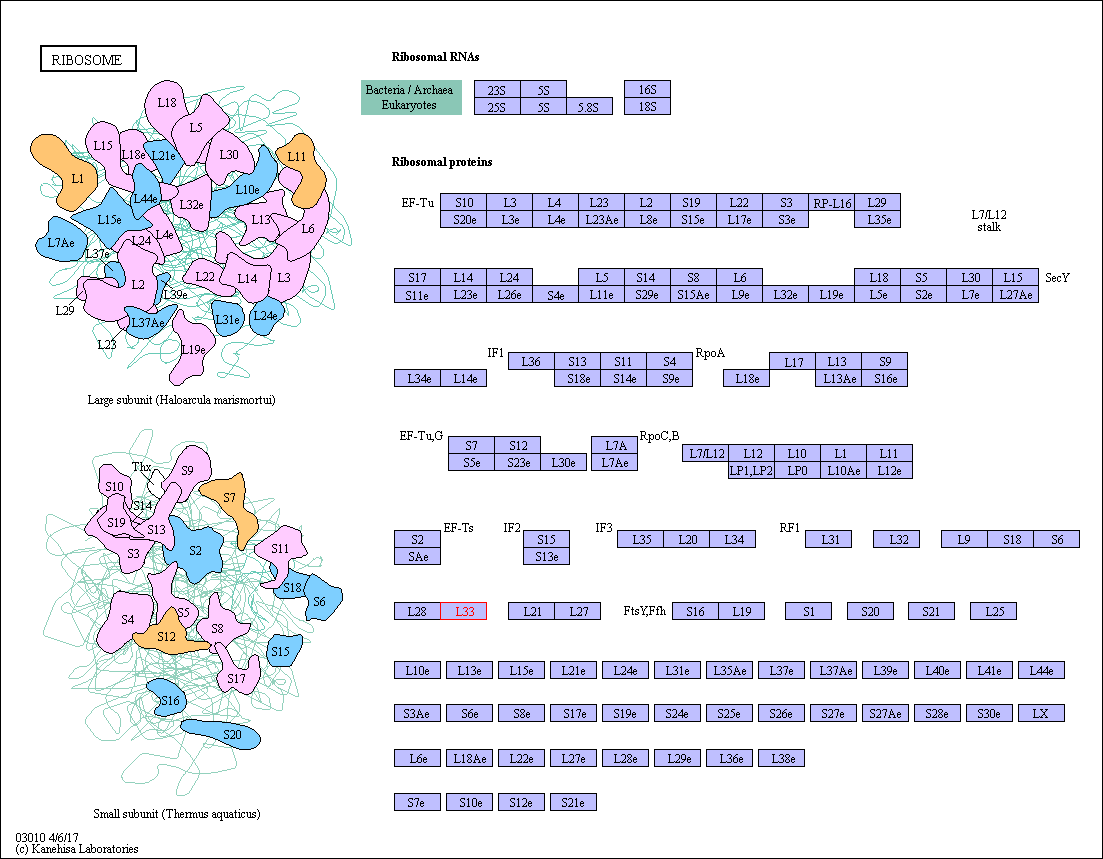 RIBOSOME
Ribosomal RNAs
Bacteria / Archaea 23S 5S 16S
Eukaryotes 25S 5S 5.8S 18S
Ribosomal proteins
EF-Tu S10 L3 L4 L23 L2 S19 L22 S3 RP-L16 L29
S20e L3e L4e L23Ae L8e S15e L17e S3e L35e
L7/L12
stalk
S17 L14 L24 L5 S14 S8 L6 L18 S5 L30 L15 SecY
S11e L23e L26e S4e L11e S29e S15Ae L9e L32e L19e L5e S2e L7e L27Ae
IF1 L36 S13 S11 S4 RpoA L17 L13 S9
L34e L14e S18e S14e S9e L18e L13Ae S16e
EF-Tu,G S7 S12 L7A RpoC,B L7/L12 L12 L10 L1 L11
S5e S23e L30e L7Ae LP1,LP2 LP0 L10Ae L12e
S2 EF-Ts IF2 S15 IF3 L35 L20 L34 RF1 L31 L32 L9 S18 S6
SAe S13e
L28 L33 L21 L27 FtsY,Ffh S16 L19 S1 S20 S21 L25
L10e L13e L15e L21e L24e L31e L35Ae L37e L37Ae L39e L40e L41e L44e
S3Ae S6e S8e S17e S19e S24e S25e S26e S27e S27Ae S28e S30e LX
L6e L18Ae L22e L27e L28e L29e L36e L38e
S7e S10e S12e S21e
L18
L5
L15
L18e
L21e
L30
L11
L1
L44e
L10e
L32e
L15e
L13
L6
L7Ae
L24
L4e
L37e
L22
L14
L3
L2
L39e
L29
L37Ae
L31e
L24e
L23
L19e
Large subunit (Haloarcula marismortui)
Thx
S9
S10
S7
S14
S19
S13
S3
S2
S11
S18
S6
S4
S5
S12
S8
S15
S17
S16
S20
Small subunit (Thermus aquaticus)
03010 4/6/17
(c) Kanehisa Laboratories